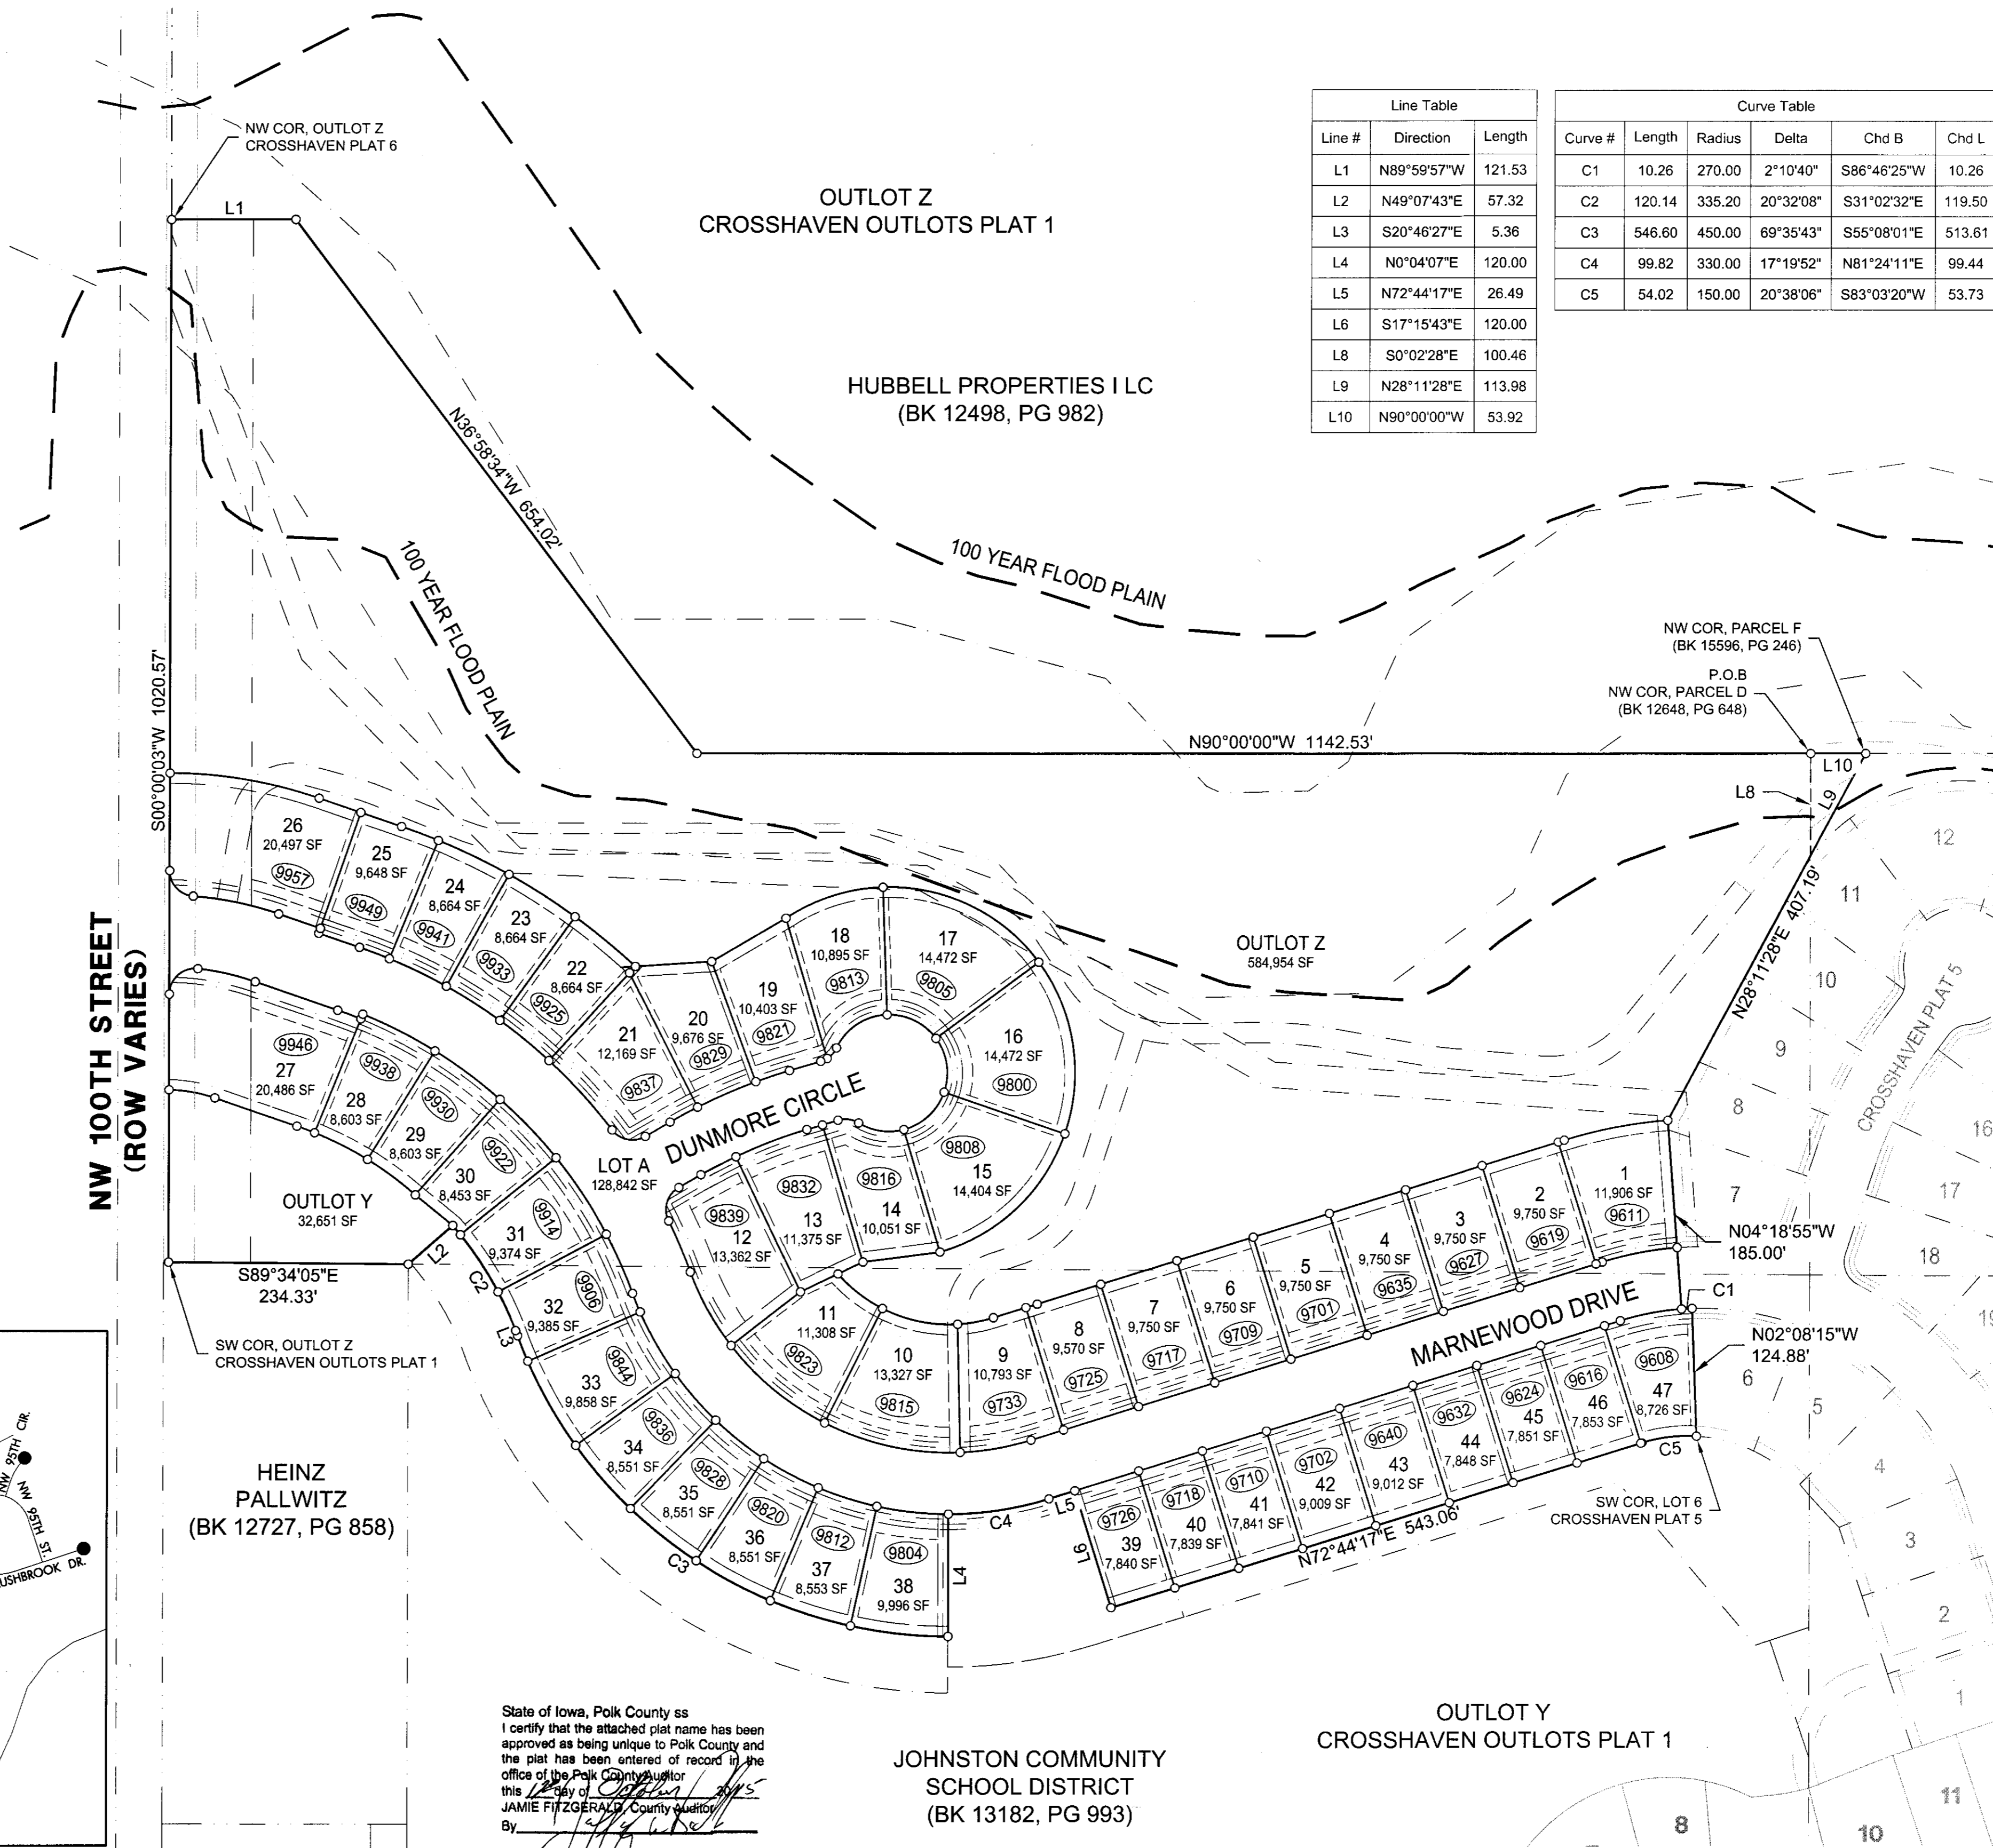 NW COR, OUTLOT Z
CROSSHAVEN PLAT 6
L1
OUTLOT Z
CROSSHAVEN OUTLOTS PLAT 1
HUBBELL PROPERTIES I LC
(BK 12498, PG 982)
Line Table
Line # Direction Length
L1 N89°59'57"W 121.53
L2 N49°07'43"E 57.32
L3 S20°46'27"E 5.36
L4 N0°04'07"E 120.00
L5 N72°44'17"E 26.49
L6 S17°15'43"E 120.00
L8 S0°02'28"E 100.46
L9 N28°11'28"E 113.98
L10 N90°00'00"W 53.92
Curve Table
Curve # Length Radius Delta Chd B Chd L
C1 10.26 270.00 2°10'40" S86°46'25"W 10.26
C2 120.14 335.20 20°32'08" S31°02'32"E 119.50
C3 546.60 450.00 69°35'43" S55°08'01"E 513.61
C4 99.82 330.00 17°19'52" N81°24'11"E 99.44
C5 54.02 150.00 20°38'06" S83°03'20"W 53.73
N36°58'34"W 654.02'
100 YEAR FLOOD PLAIN
100 YEAR FLOOD PLAIN
S00°00'03"W 1020.57'
NW COR, PARCEL F
(BK 15596, PG 246)
P.O.B
NW COR, PARCEL D
(BK 12648, PG 648)
N90°00'00"W 1142.53'
L10
L8
L9
N28°11'28"E 407.19'
OUTLOT Z
584,954 SF
NW 100TH STREET
(ROW VARIES)
26
20,497 SF
9957
25
9,648 SF
9949
24
8,664 SF
9941
23
8,664 SF
9933
22
8,664 SF
9925
21
12,169 SF
9837
20
9,676 SF
9829
19
10,403 SF
9821
18
10,895 SF
9813
17
14,472 SF
9805
16
14,472 SF
9800
9808
15
14,404 SF
9816
14
10,051 SF
9832
13
11,375 SF
9839
12
13,362 SF
11
11,308 SF
9823
10
13,327 SF
9815
9
10,793 SF
9733
8
9,570 SF
9725
7
9,750 SF
9717
6
9,750 SF
9709
5
9,750 SF
9701
4
9,750 SF
9635
3
9,750 SF
9627
2
9,750 SF
9619
1
11,906 SF
9611
DUNMORE CIRCLE
LOT A
128,842 SF
MARNEWOOD DRIVE
9946
27
20,486 SF
9938
28
8,603 SF
9930
29
8,603 SF
9922
30
8,453 SF
9914
31
9,374 SF
9906
32
9,385 SF
9844
33
9,858 SF
9836
34
8,551 SF
9828
35
8,551 SF
9820
36
8,551 SF
9812
37
8,553 SF
9804
38
9,996 SF
9726
39
7,840 SF
9718
40
7,839 SF
9710
41
7,841 SF
9702
42
9,009 SF
9640
43
9,012 SF
9632
44
7,848 SF
9624
45
7,851 SF
9616
46
7,853 SF
9608
47
8,726 SF
OUTLOT Y
32,651 SF
S89°34'05"E
234.33'
L2
C2
L3
C3
L4
C4
L5
L6
N72°44'17"E 543.06'
C5
C1
N04°18'55"W
185.00'
N02°08'15"W
124.88'
SW COR, LOT 6
CROSSHAVEN PLAT 5
CROSSHAVEN PLAT 5
12
11
10
9
8
7
6
5
4
3
2
1
16
17
18
SW COR, OUTLOT Z
CROSSHAVEN OUTLOTS PLAT 1
HEINZ
PALLWITZ
(BK 12727, PG 858)
NW 95TH CIR.
NW 95TH ST.
USHBROOK DR.
State of Iowa, Polk County ss
I certify that the attached plat name has been
approved as being unique to Polk County and
the plat has been entered of record in the
office of the Polk County Auditor
this day of October 2015
JAMIE FITZGERALD, County Auditor
By
JOHNSTON COMMUNITY
SCHOOL DISTRICT
(BK 13182, PG 993)
OUTLOT Y
CROSSHAVEN OUTLOTS PLAT 1
8
10
11